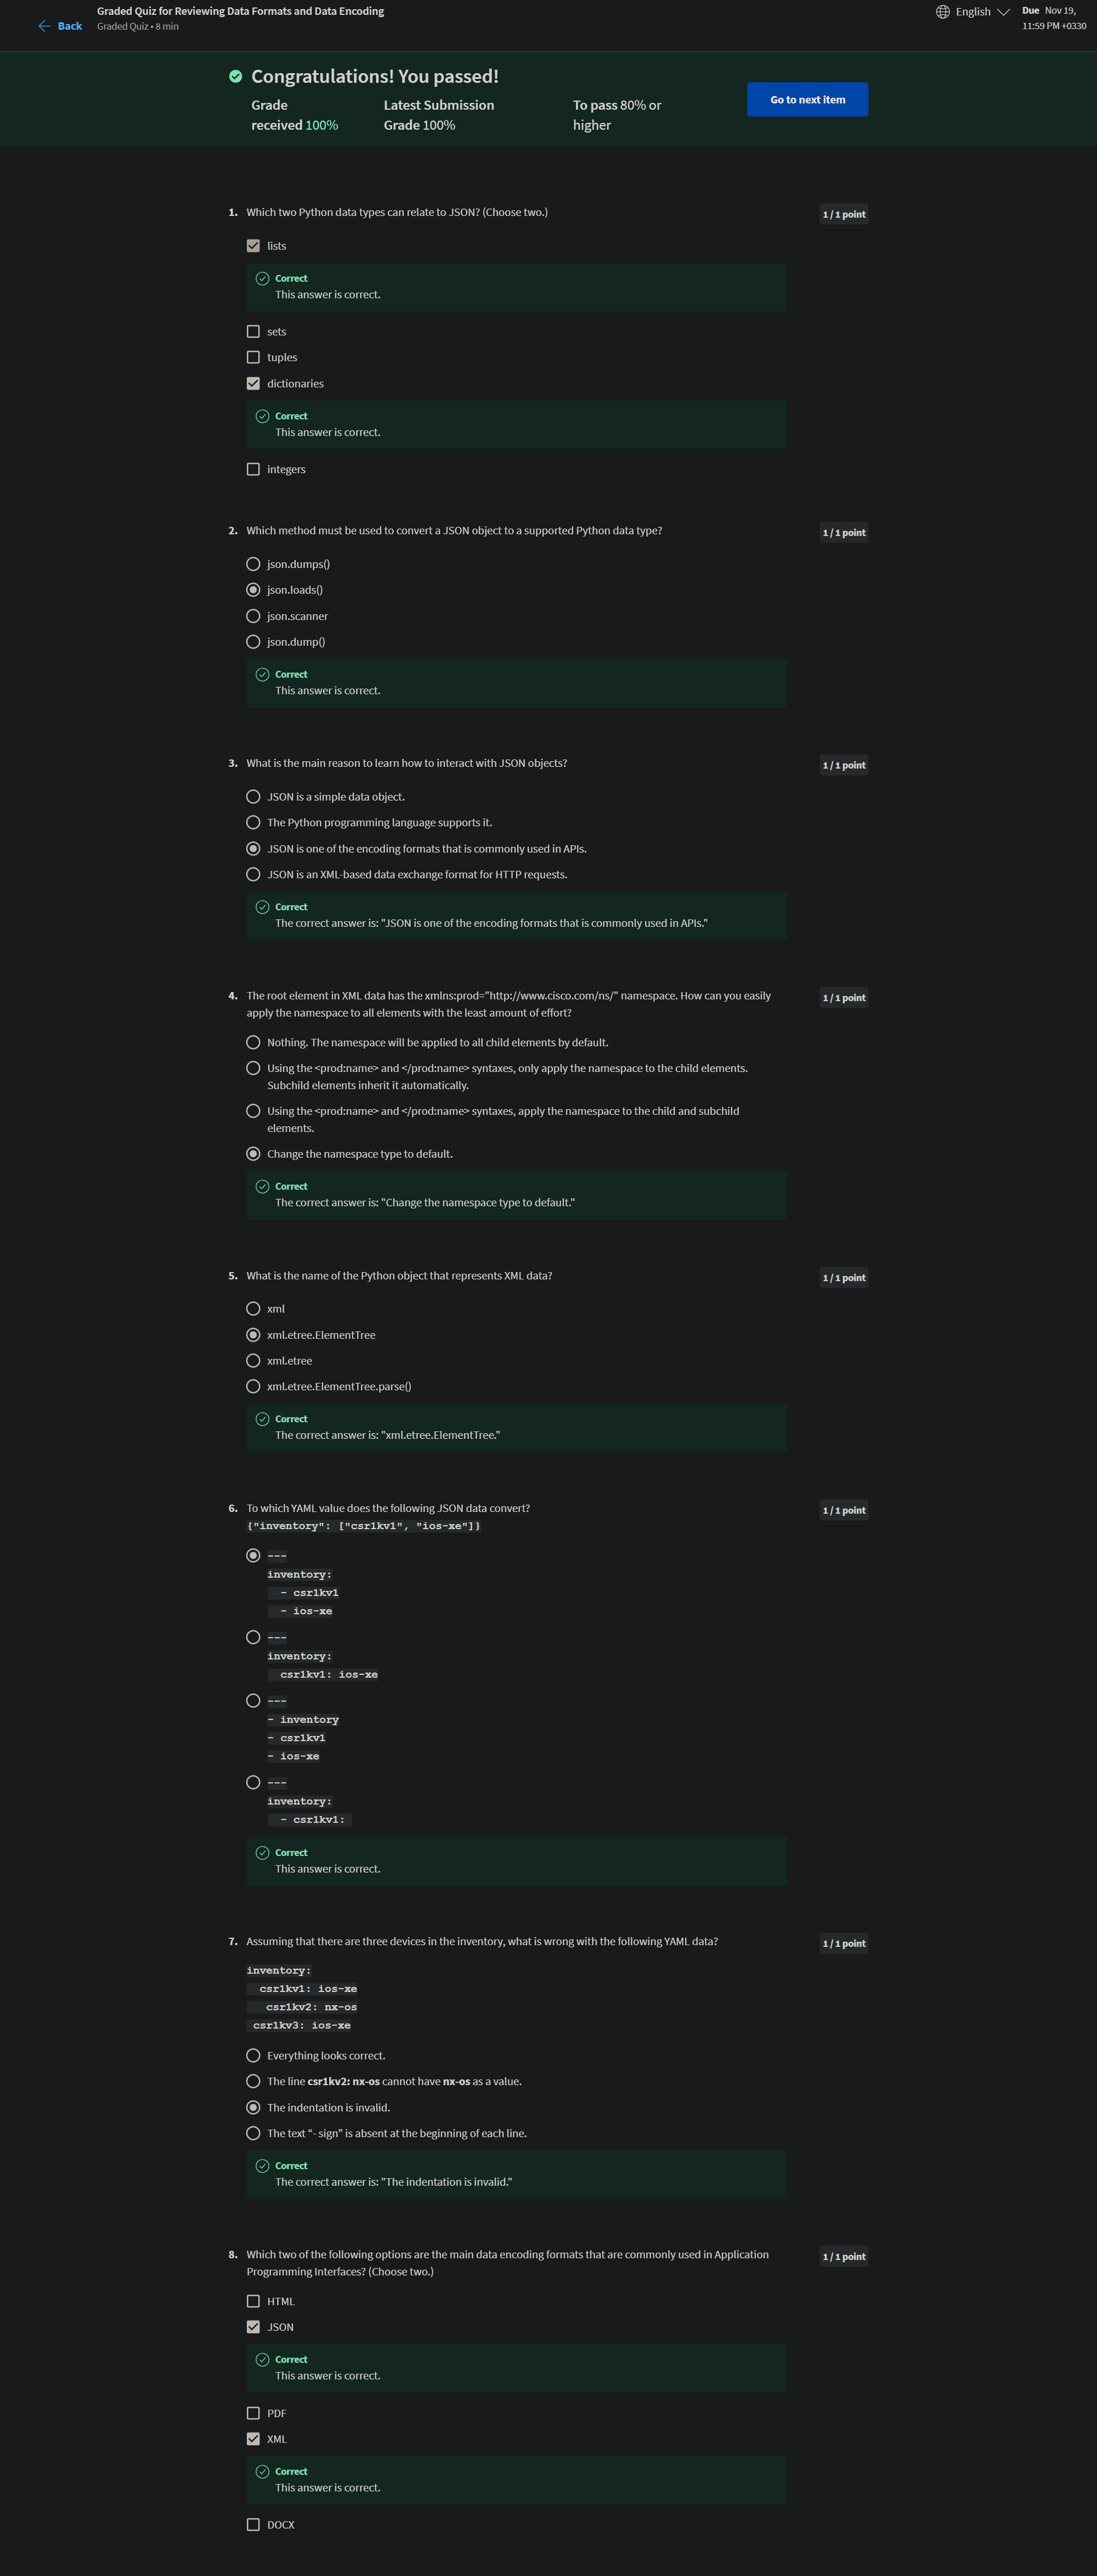 Graded Quiz for Reviewing Data Formats and Data Encoding
Back
Graded Quiz • 8 min
English
Due Nov 19,
11:59 PM +0330
Congratulations! You passed!
Grade
received 100%
Latest Submission
Grade 100%
To pass 80% or
higher
Go to next item
1. Which two Python data types can relate to JSON? (Choose two.)
1 / 1 point
lists
Correct
This answer is correct.
sets
tuples
dictionaries
Correct
This answer is correct.
integers
2. Which method must be used to convert a JSON object to a supported Python data type?
1 / 1 point
json.dumps()
json.loads()
json.scanner
json.dump()
Correct
This answer is correct.
3. What is the main reason to learn how to interact with JSON objects?
1 / 1 point
JSON is a simple data object.
The Python programming language supports it.
JSON is one of the encoding formats that is commonly used in APIs.
JSON is an XML-based data exchange format for HTTP requests.
Correct
The correct answer is: "JSON is one of the encoding formats that is commonly used in APIs."
4. The root element in XML data has the xmlns:prod="http://www.cisco.com/ns/" namespace. How can you easily
apply the namespace to all elements with the least amount of effort?
1 / 1 point
Nothing. The namespace will be applied to all child elements by default.
Using the <prod:name> and </prod:name> syntaxes, only apply the namespace to the child elements.
Subchild elements inherit it automatically.
Using the <prod:name> and </prod:name> syntaxes, apply the namespace to the child and subchild
elements.
Change the namespace type to default.
Correct
The correct answer is: "Change the namespace type to default."
5. What is the name of the Python object that represents XML data?
1 / 1 point
xml
xml.etree.ElementTree
xml.etree
xml.etree.ElementTree.parse()
Correct
The correct answer is: "xml.etree.ElementTree."
6. To which YAML value does the following JSON data convert?
1 / 1 point
{"inventory": ["csr1kv1", "ios-xe"]}
---
inventory:
- csr1kv1
- ios-xe
---
inventory:
csr1kv1: ios-xe
---
- inventory
- csr1kv1
- ios-xe
---
inventory:
- csr1kv1:
Correct
This answer is correct.
7. Assuming that there are three devices in the inventory, what is wrong with the following YAML data?
1 / 1 point
inventory:
csr1kv1: ios-xe
csr1kv2: nx-os
csr1kv3: ios-xe
Everything looks correct.
The line csr1kv2: nx-os cannot have nx-os as a value.
The indentation is invalid.
The text “- sign” is absent at the beginning of each line.
Correct
The correct answer is: "The indentation is invalid."
8. Which two of the following options are the main data encoding formats that are commonly used in Application
Programming Interfaces? (Choose two.)
1 / 1 point
HTML
JSON
Correct
This answer is correct.
PDF
XML
Correct
This answer is correct.
DOCX